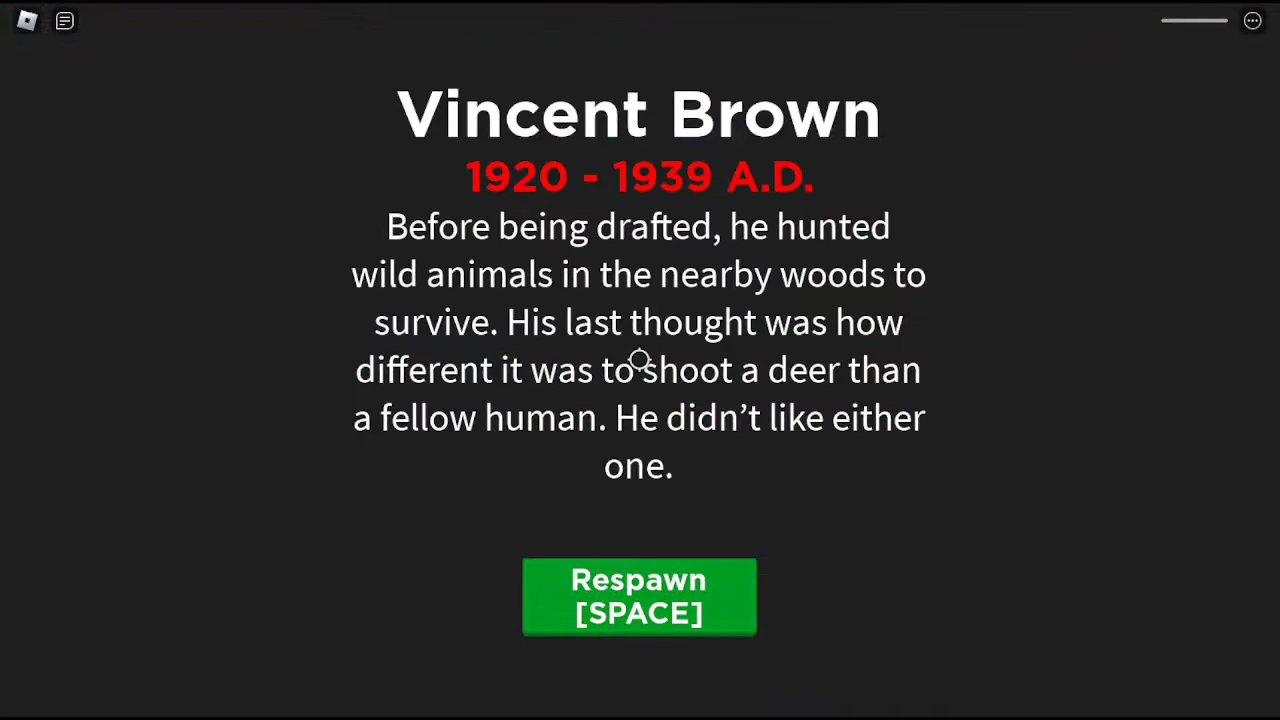 Vincent Brown
1920 - 1939 A.D.
Before being drafted, he hunted
wild animals in the nearby woods to
survive. His last thought was how
different it was to shoot a deer than
a fellow human. He didn’t like either
one.
Respawn
[SPACE]